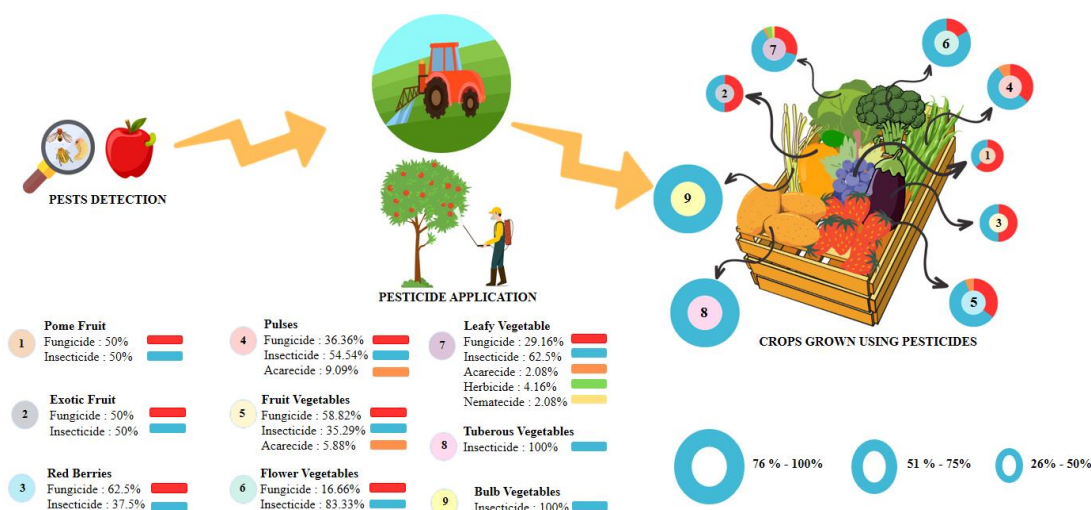 7
6
2
4
1
9
3
8
5
PESTS DETECTION
PESTICIDE APPLICATION
CROPS GROWN USING PESTICIDES
1
Pome Fruit
Fungicide : 50%
Insecticide : 50%
2
Exotic Fruit
Fungicide : 50%
Insecticide : 50%
3
Red Berries
Fungicide : 62.5%
Insecticide : 37.5%
4
Pulses
Fungicide : 36.36%
Insecticide : 54.54%
Acarecide : 9.09%
5
Fruit Vegetables
Fungicide : 58.82%
Insecticide : 35.29%
Acarecide : 5.88%
6
Flower Vegetables
Fungicide : 16.66%
Insecticide : 83.33%
7
Leafy Vegetable
Fungicide : 29.16%
Insecticide : 62.5%
Acarecide : 2.08%
Herbicide : 4.16%
Nematecide : 2.08%
8
Tuberous Vegetables
Insecticide : 100%
9
Bulb Vegetables
Insecticide : 100%
76 % - 100%
51 % - 75%
26% - 50%